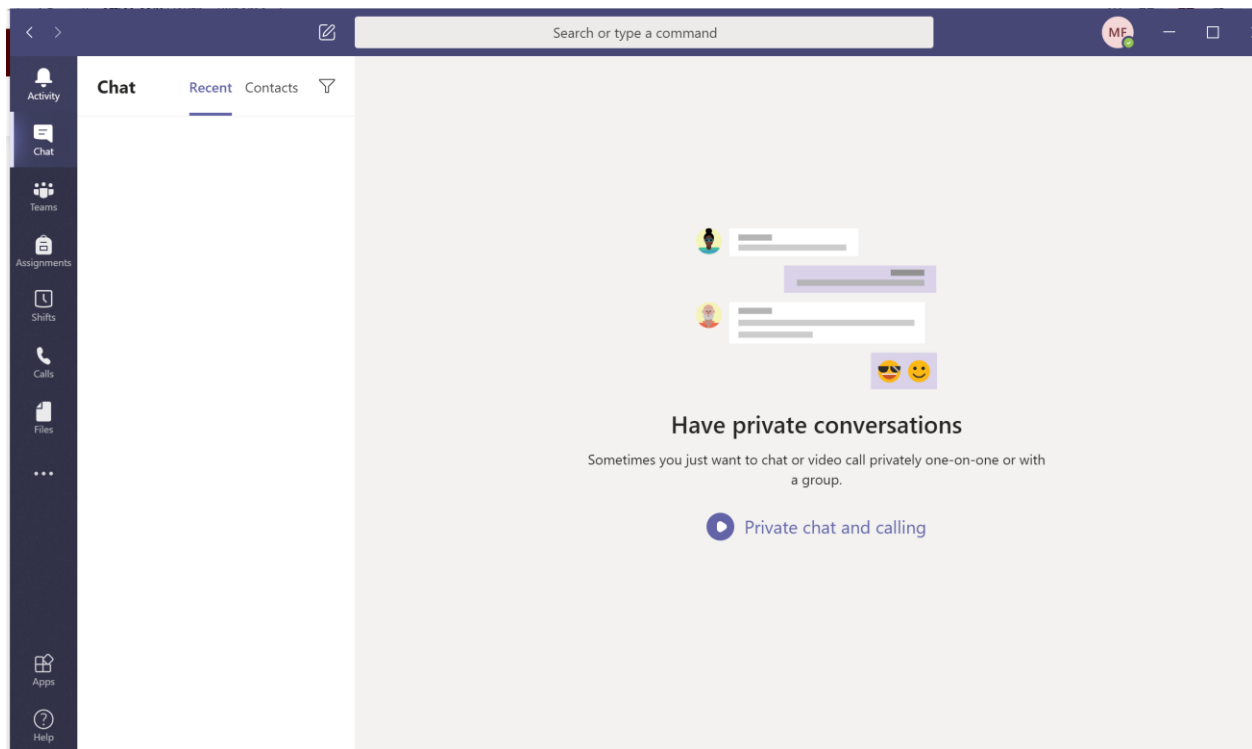 Search or type a command
MF
Activity
Chat
Teams
Assignments
Shifts
Calls
Files
Apps
Help
Chat
Recent Contacts
Have private conversations
Sometimes you just want to chat or video call privately one-on-one or with
a group.
Private chat and calling